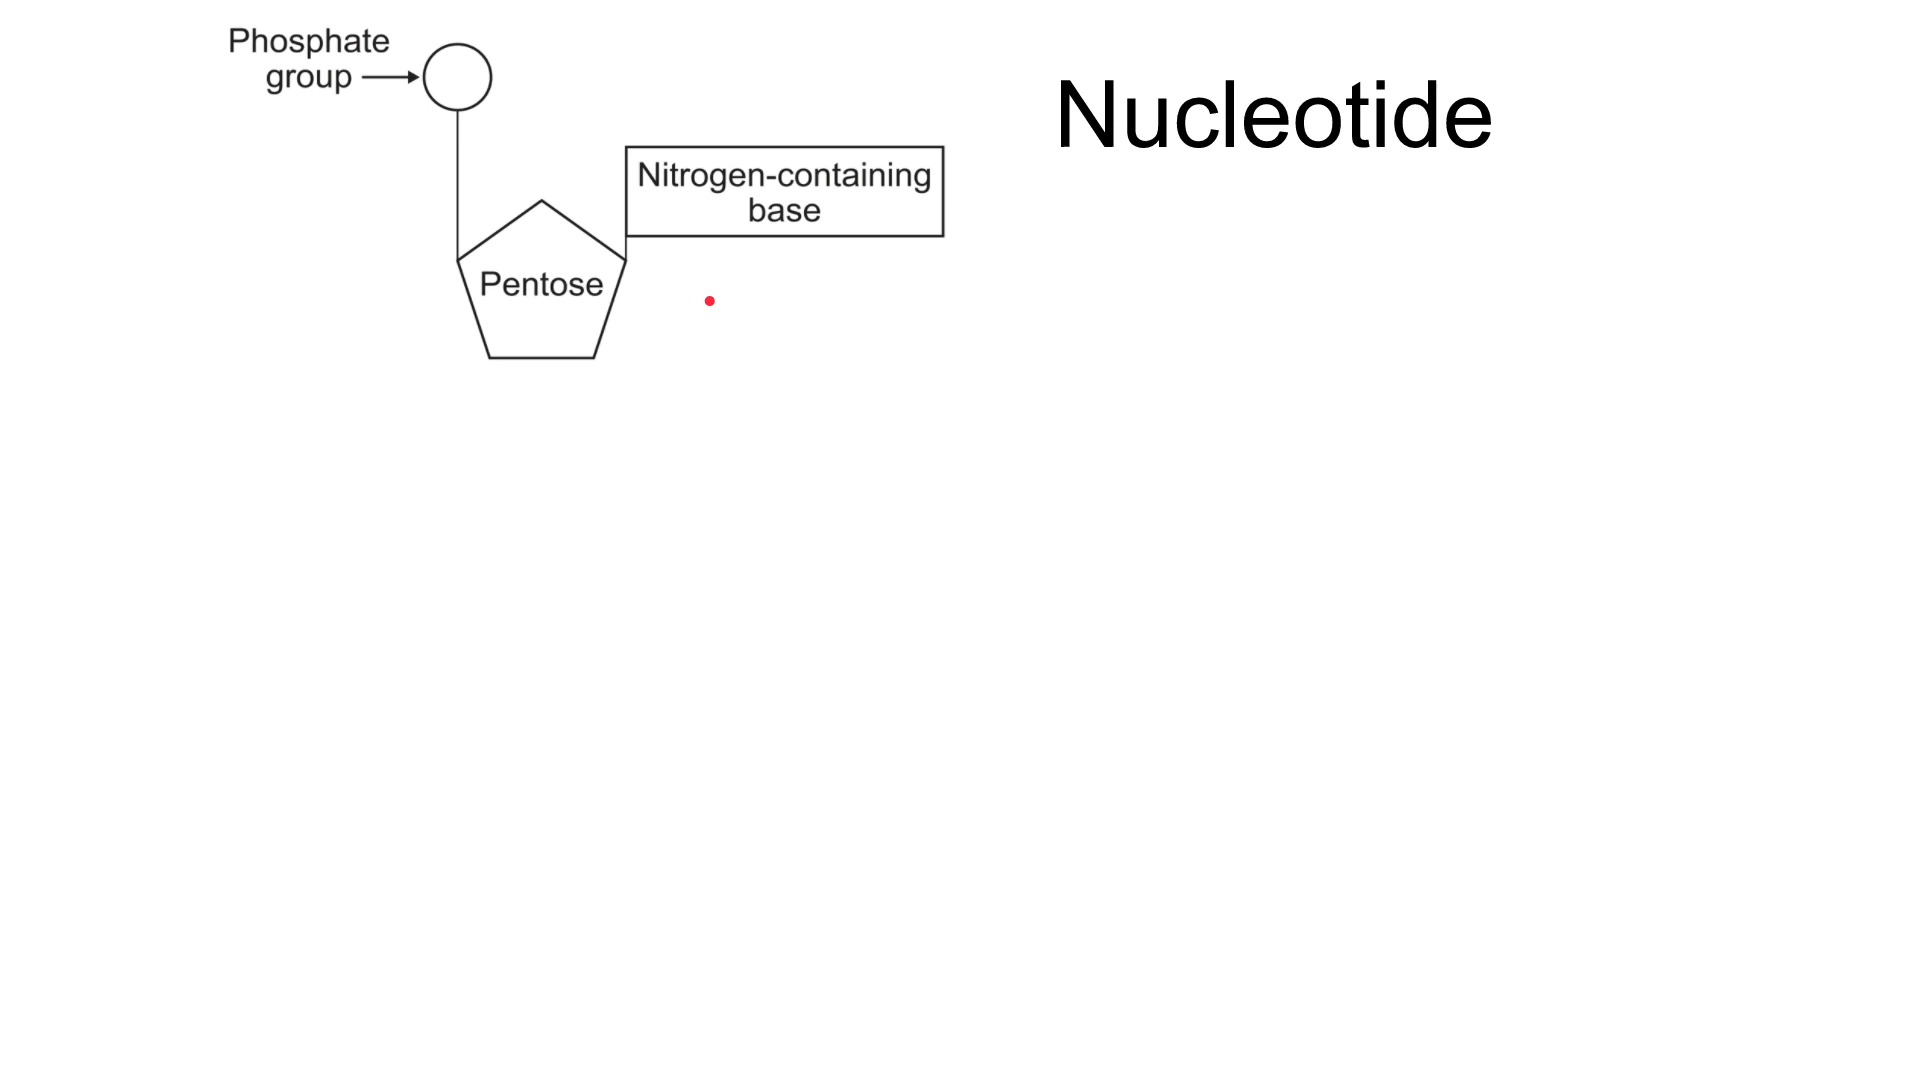 Phosphate
group
Nucleotide
Nitrogen-containing
base
Pentose